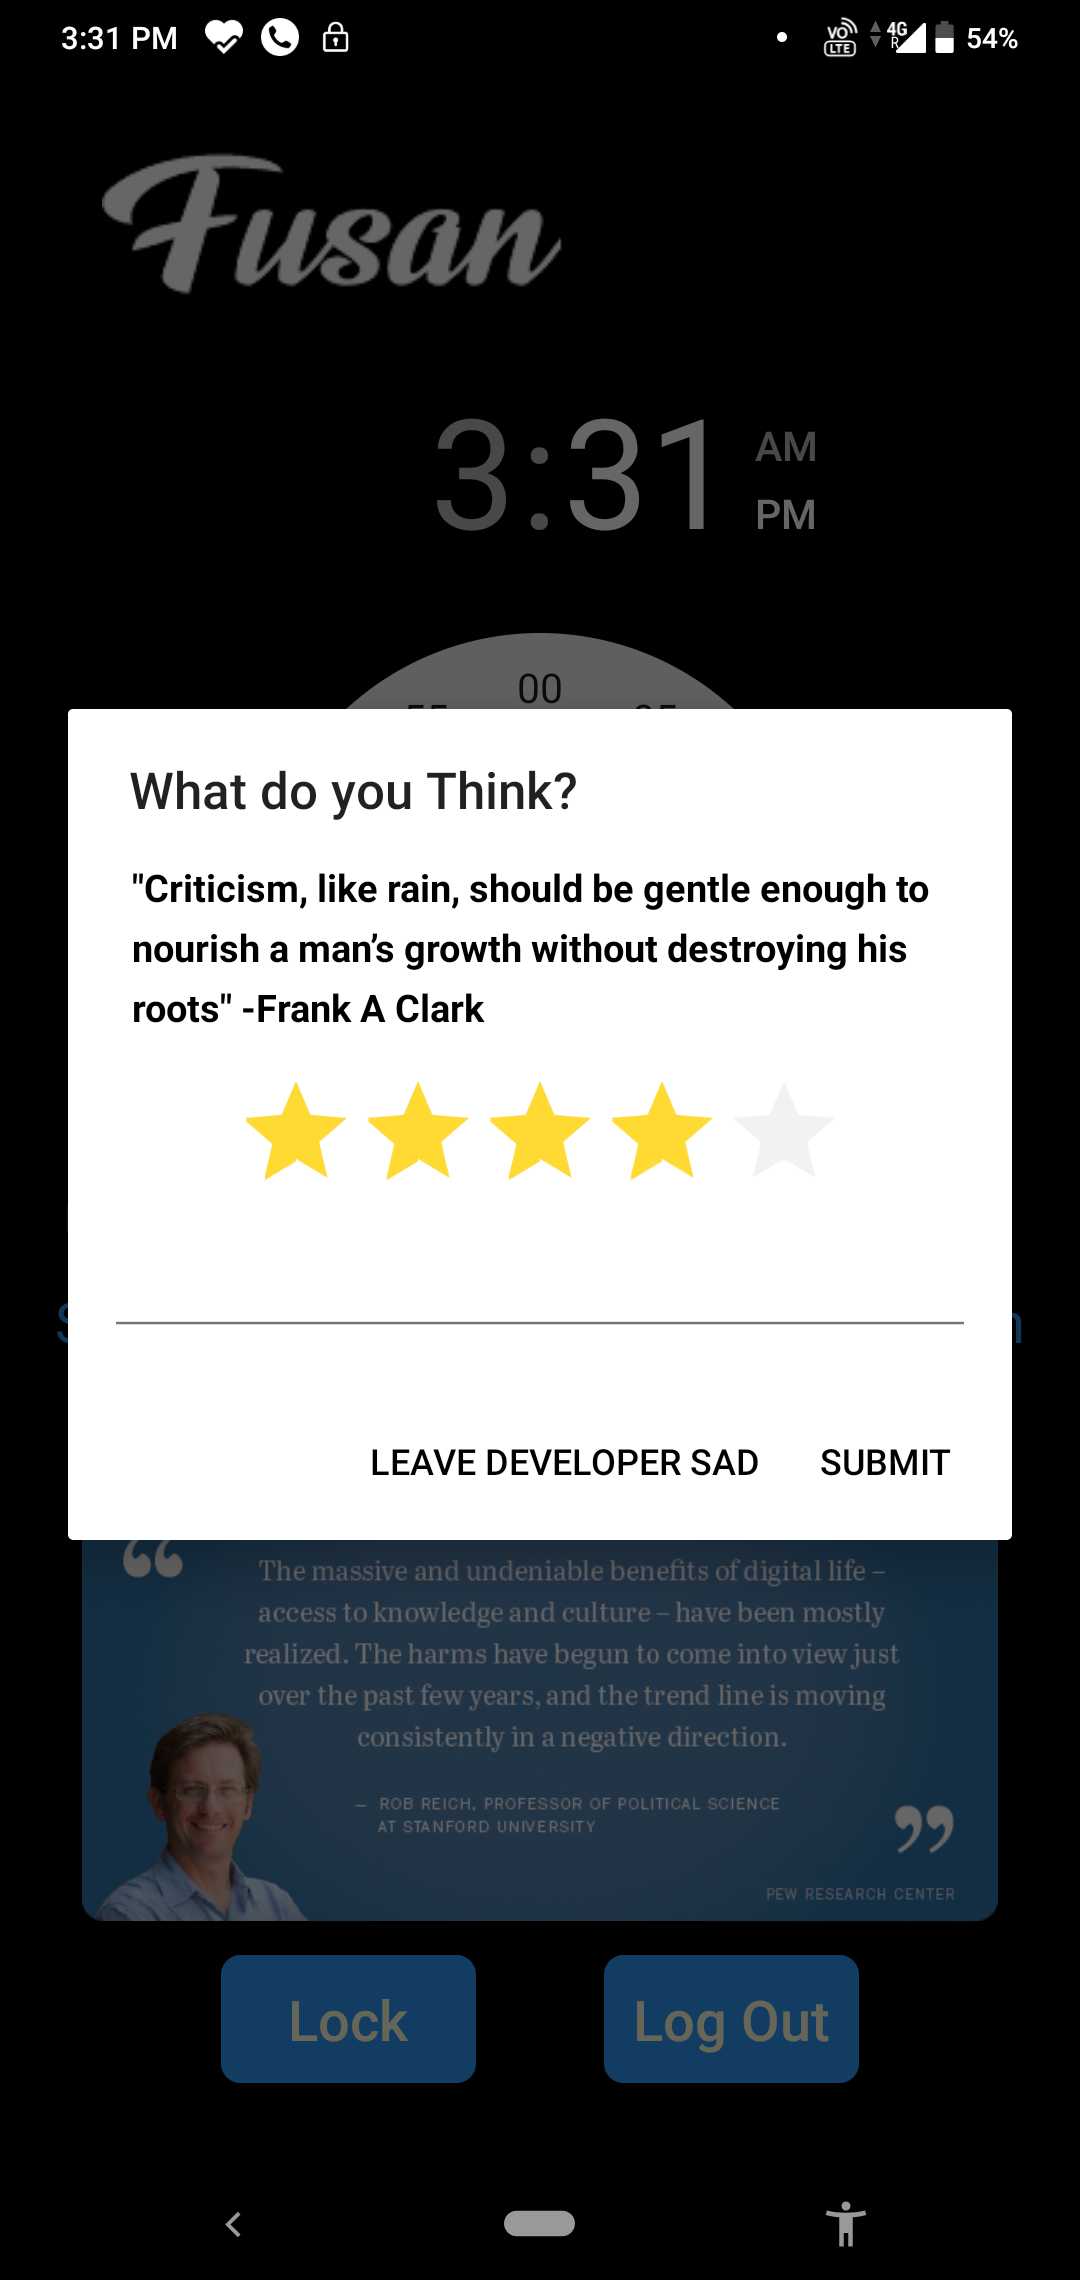 3:31 PM
VO LTE
4G
R
54%
Fusan
3:31
AM
PM
00
What do you Think?
"Criticism, like rain, should be gentle enough to
nourish a man’s growth without destroying his
roots" -Frank A Clark
LEAVE DEVELOPER SAD
SUBMIT
“ The massive and undeniable benefits of digital life –
access to knowledge and culture – have been mostly
realized. The harms have begun to come into view just
over the past few years, and the trend line is moving
consistently in a negative direction.
— ROB REICH, PROFESSOR OF POLITICAL SCIENCE
AT STANFORD UNIVERSITY
”
PEW RESEARCH CENTER
Lock
Log Out